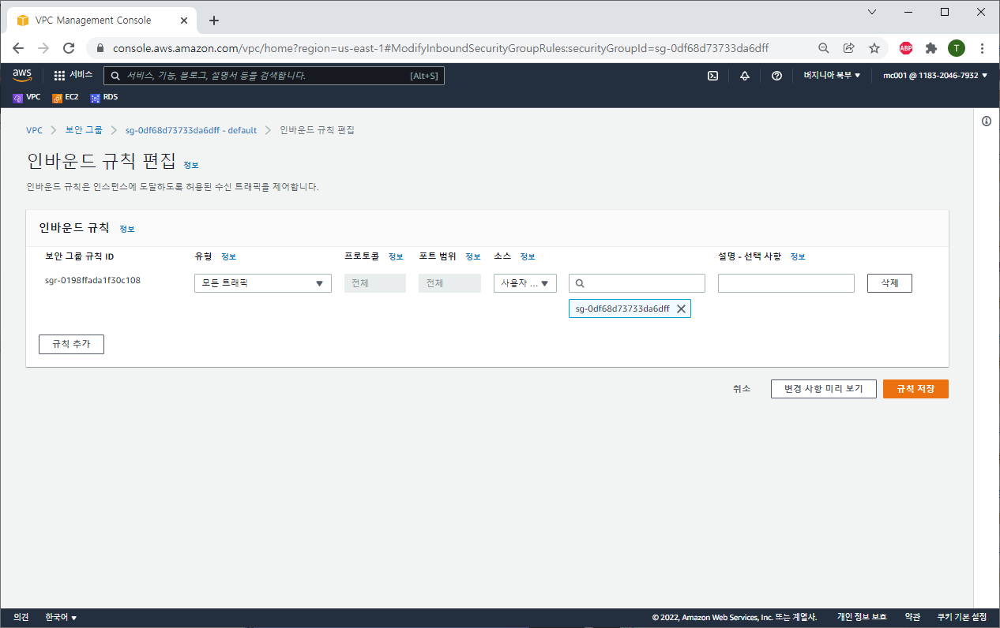 VPC Management Console
console.aws.amazon.com/vpc/home?region=us-east-1#ModifyInboundSecurityGroupRules:securityGroupId=sg-0df68d73733da6dff
ABP
T
aws
서비스
서비스, 기능, 블로그, 설명서 등을 검색합니다.
[Alt+S]
버지니아 북부
mc001 @ 1183-2046-7932
VPC
EC2
RDS
VPC
보안 그룹
sg-0df68d73733da6dff - default
인바운드 규칙 편집
인바운드 규칙 편집 정보
인바운드 규칙은 인스턴스에 도달하도록 허용된 수신 트래픽을 제어합니다.
인바운드 규칙 정보
보안 그룹 규칙 ID
유형 정보
프로토콜 정보
포트 범위 정보
소스 정보
설명 - 선택 사항 정보
sgr-0198ffada1f30c108
모든 트래픽
전체
전체
사용자 ...
삭제
sg-0df68d73733da6dff
규칙 추가
취소
변경 사항 미리 보기
규칙 저장
의견
한국어
© 2022, Amazon Web Services, Inc. 또는 계열사.
개인 정보 보호
약관
쿠키 기본 설정